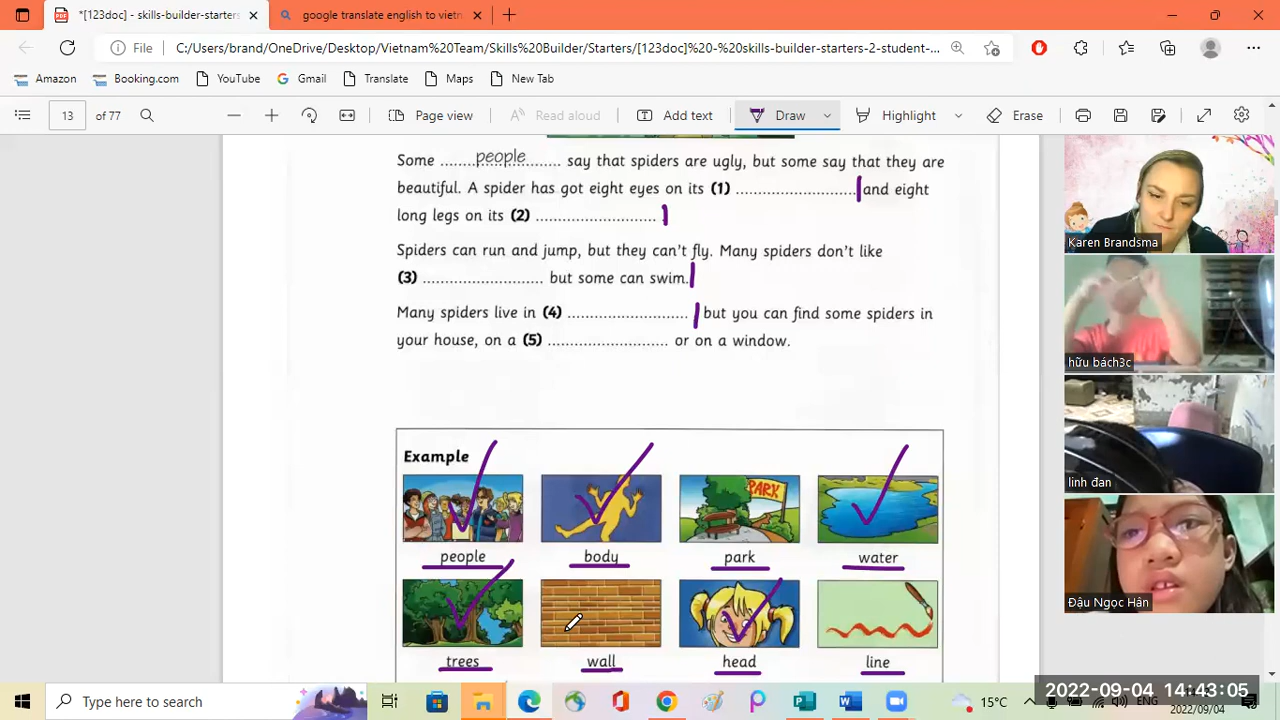 *[123doc] - skills-builder-starters
google translate english to vietn
File
C:/Users/brand/OneDrive/Desktop/Vietnam%20Team/Skills%20Builder/Starters/[123doc]%20-%20skills-builder-starters-2-student-...
Amazon Booking.com YouTube Gmail Translate Maps New Tab
13 of 77 Page view Read aloud Add text Draw Highlight Erase
Some ........people........ say that spiders are ugly, but some say that they are
beautiful. A spider has got eight eyes on its (1) ........................... and eight
long legs on its (2) ........................... .
Spiders can run and jump, but they can't fly. Many spiders don't like
(3) ........................... but some can swim.
Many spiders live in (4) ........................... but you can find some spiders in
your house, on a (5) ........................... or on a window.
Example
PARK
people body park water
trees wall head line
Karen Brandsma
hữu bách3c
linh đan
Đậu Ngọc Hân
Type here to search
15°C
ENG
2022-09-04 14:43:05
2022/09/04